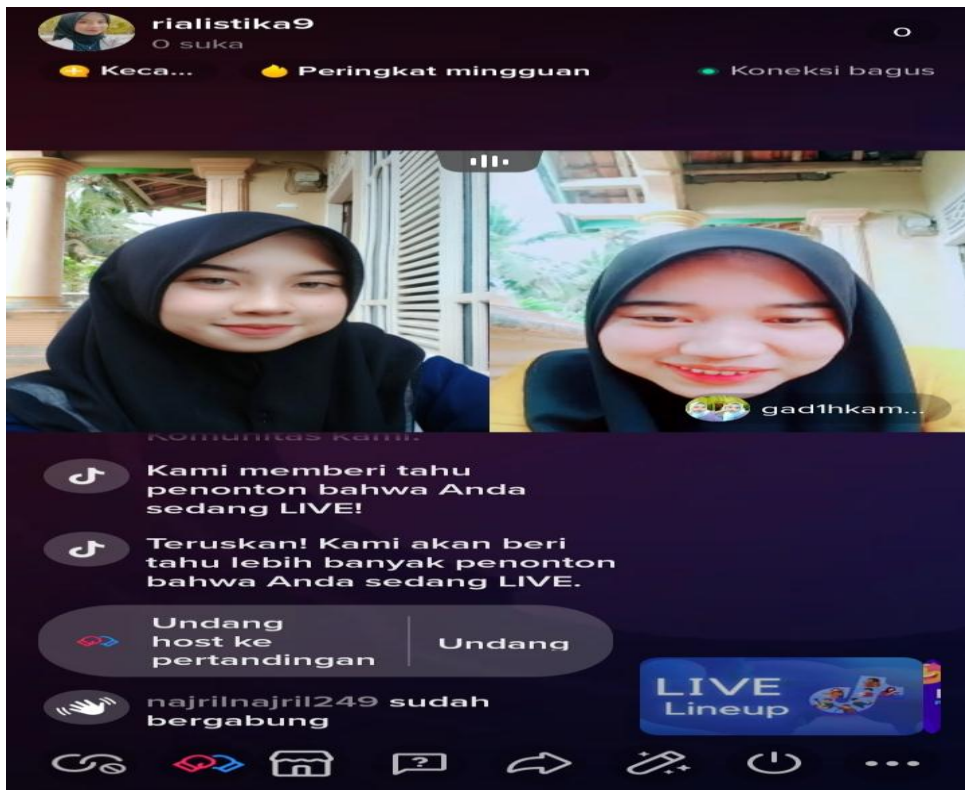 rialistika9
0 suka
Keca...
Peringkat mingguan
Koneksi bagus
gad1hkam...
Komunitas kami.
Kami memberi tahu
penonton bahwa Anda
sedang LIVE!
Teruskan! Kami akan beri
tahu lebih banyak penonton
bahwa Anda sedang LIVE.
Undang
host ke
pertandingan
Undang
LIVE
Lineup
najrilnajril249 sudah
bergabung